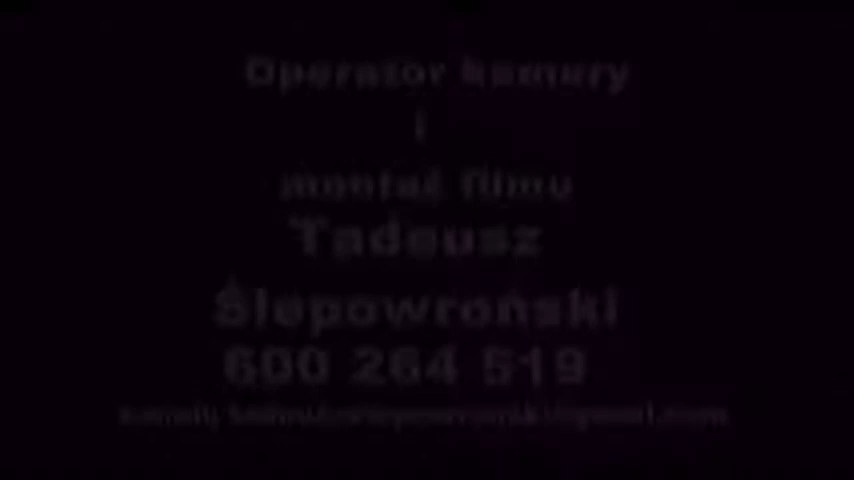 Operator kamery
i
montaż filmu
Tadeusz
Ślepowroński
600 264 519